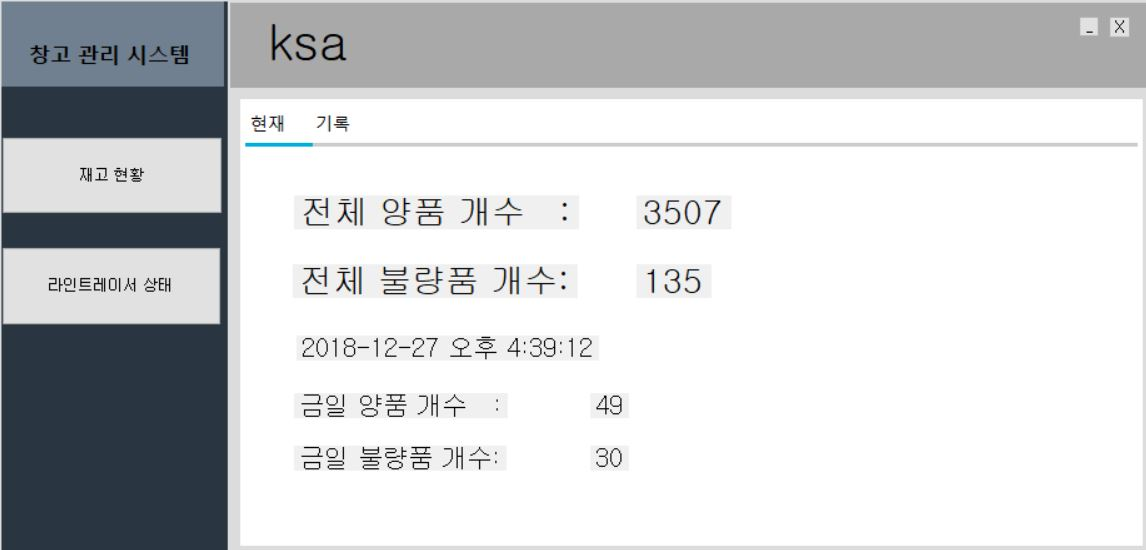 창고 관리 시스템
ksa
_ X
현재 기록
재고 현황
라인트레이서 상태
전체 양품 개수 : 3507
전체 불량품 개수: 135
2018-12-27 오후 4:39:12
금일 양품 개수 : 49
금일 불량품 개수: 30